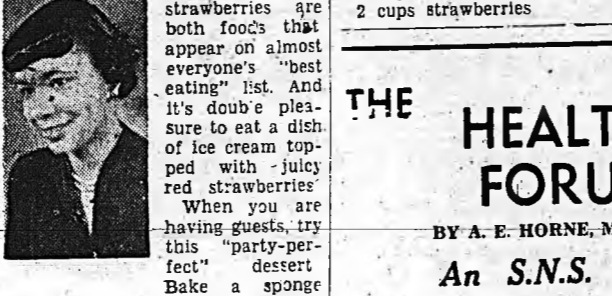 strawberries are
both foods that
appear on almost
everyone's "best
eating" list. And
it's doub'e plea-
sure to eat a dish
of ice cream top-
ped with juicy
red strawberries
When you are
having guests, try
this "party-per-
fect" dessert
Bake a sponge
2 cups strawberries
THE
HEALT
FORU
BY A. E. HORNE, M
An S.N.S.